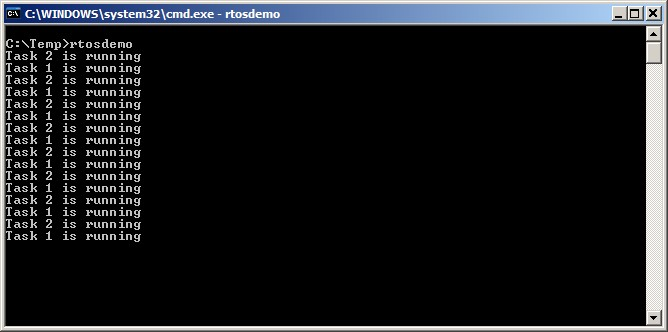 C:\WINDOWS\system32\cmd.exe - rtosdemo
C:\Temp>rtosdemo
Task 2 is running
Task 1 is running
Task 2 is running
Task 1 is running
Task 2 is running
Task 1 is running
Task 2 is running
Task 1 is running
Task 2 is running
Task 1 is running
Task 2 is running
Task 1 is running
Task 2 is running
Task 1 is running
Task 2 is running
Task 1 is running